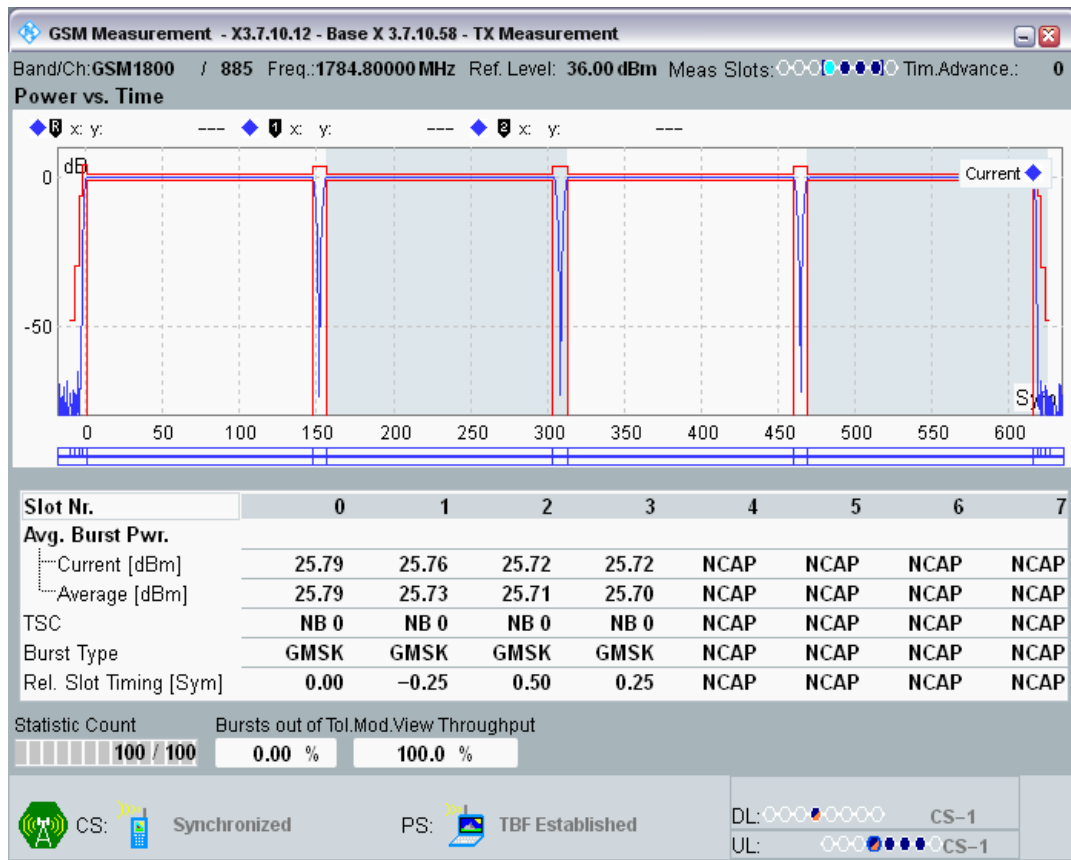 GSM Measurement - X3.7.10.12 - Base X 3.7.10.58 - TX Measurement
Band/Ch:GSM1800 / 885 Freq.:1784.80000 MHz Ref. Level: 36.00 dBm Meas Slots: Tim.Advance.: 0
Power vs. Time
R x: y: --- 1 x: y: --- 2 x: y: ---
dB
0
Current
-50
0 50 100 150 200 250 300 350 400 450 500 550 600
Slot Nr. 0 1 2 3 4 5 6 7
Avg. Burst Pwr.
Current [dBm] 25.79 25.76 25.72 25.72 NCAP NCAP NCAP NCAP
Average [dBm] 25.79 25.73 25.71 25.70 NCAP NCAP NCAP NCAP
TSC NB 0 NB 0 NB 0 NB 0 NCAP NCAP NCAP NCAP
Burst Type GMSK GMSK GMSK GMSK NCAP NCAP NCAP NCAP
Rel. Slot Timing [Sym] 0.00 −0.25 0.50 0.25 NCAP NCAP NCAP NCAP
Statistic Count Bursts out of Tol.Mod.View Throughput
100 / 100 0.00 % 100.0 %
CS: Synchronized PS: TBF Established
DL: CS−1
UL: CS−1